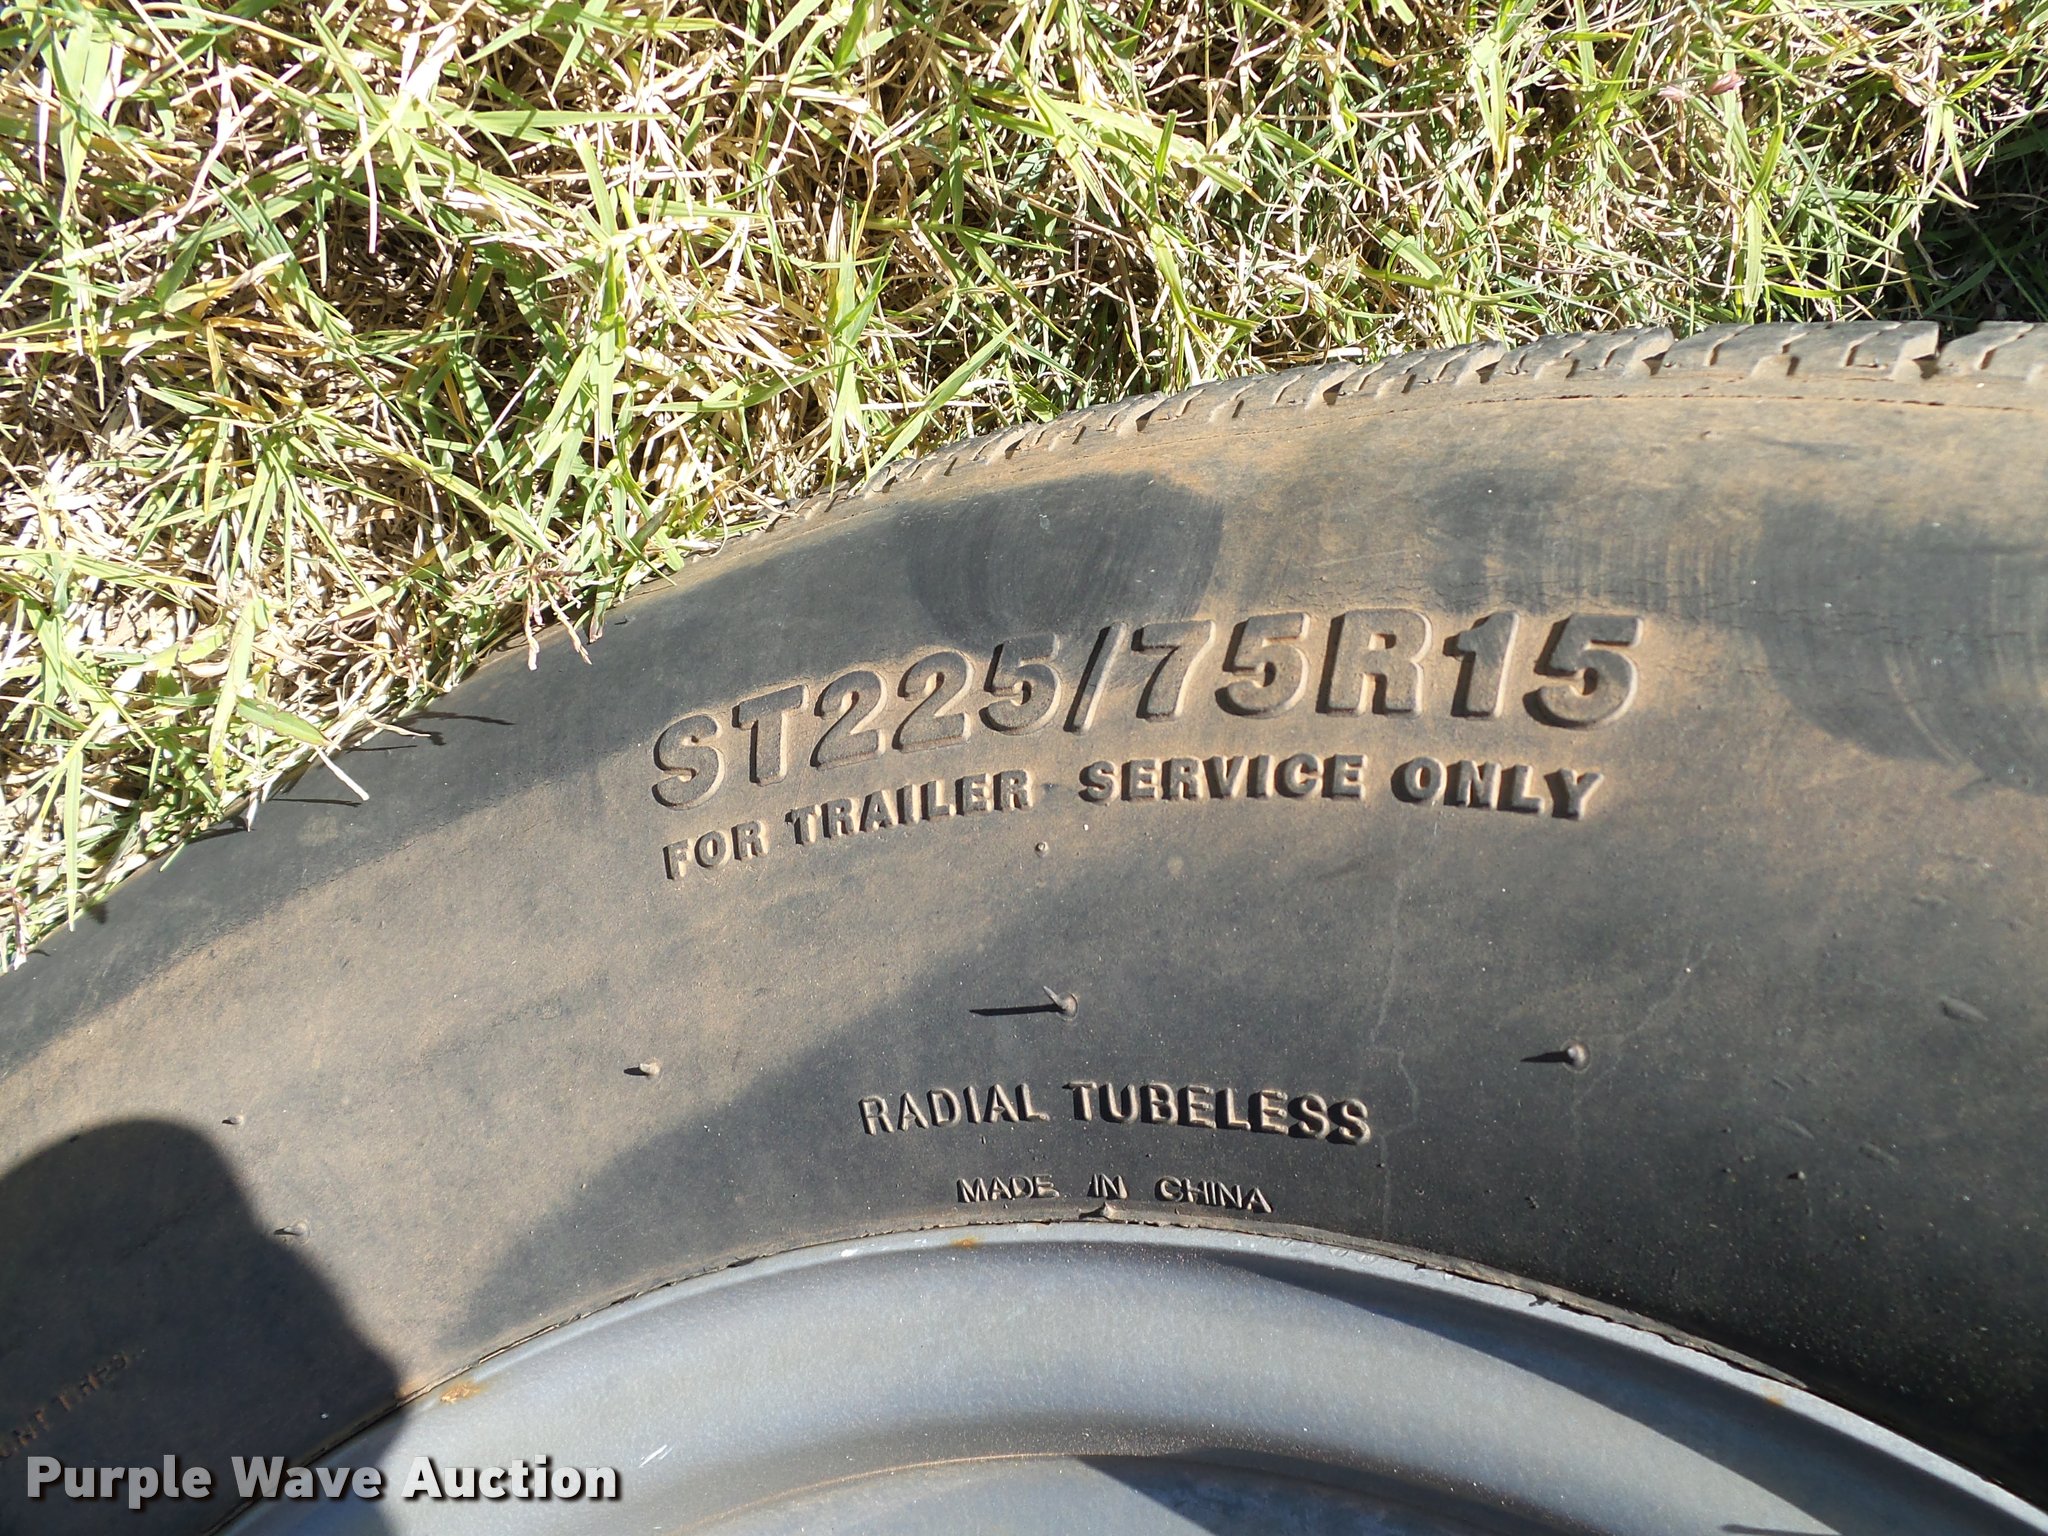 ST225/75R15
FOR TRAILER SERVICE ONLY
RADIAL TUBELESS
MADE IN CHINA
Purple Wave Auction